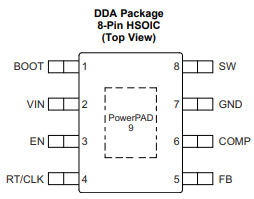 DDA Package
8-Pin HSOIC
(Top View)
BOOT 1 8 SW
VIN 2 7 GND
PowerPAD
9
EN 3 6 COMP
RT/CLK 4 5 FB